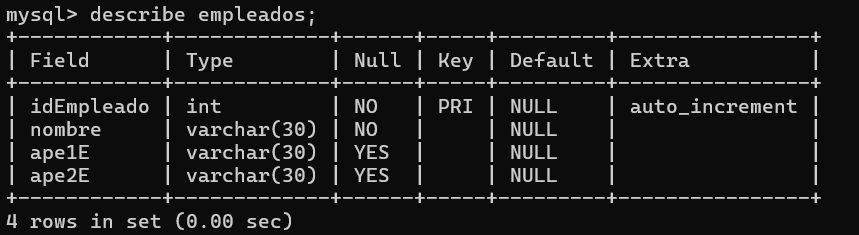 mysql> describe empleados;
+------------+-------------+------+-----+---------+----------------+
| Field      | Type        | Null | Key | Default | Extra          |
+------------+-------------+------+-----+---------+----------------+
| idEmpleado | int         | NO   | PRI | NULL    | auto_increment |
| nombre     | varchar(30) | NO   |     | NULL    |                |
| ape1E      | varchar(30) | YES  |     | NULL    |                |
| ape2E      | varchar(30) | YES  |     | NULL    |                |
+------------+-------------+------+-----+---------+----------------+
4 rows in set (0.00 sec)